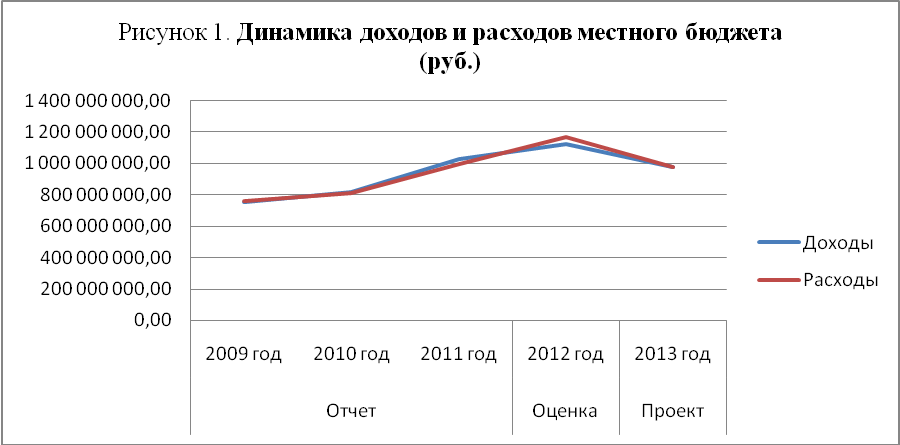 Рисунок 1. Динамика доходов и расходов местного бюджета
(руб.)
1 400 000 000,00
1 200 000 000,00
1 000 000 000,00
800 000 000,00
600 000 000,00
400 000 000,00
200 000 000,00
0,00
Доходы
Расходы
2009 год 2010 год 2011 год 2012 год 2013 год
Отчет Оценка Проект